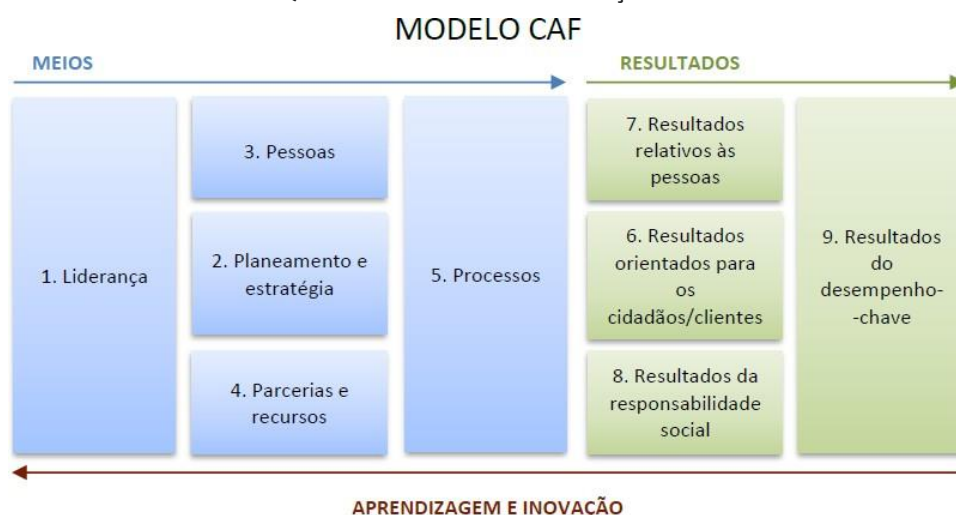 MODELO CAF
MEIOS
RESULTADOS
1. Liderança
3. Pessoas
2. Planeamento e
estratégia
4. Parcerias e
recursos
5. Processos
7. Resultados
relativos às
pessoas
6. Resultados
orientados para
os
cidadãos/clientes
8. Resultados da
responsabilidade
social
9. Resultados
do
desempenho-
-chave
APRENDIZAGEM E INOVAÇÃO